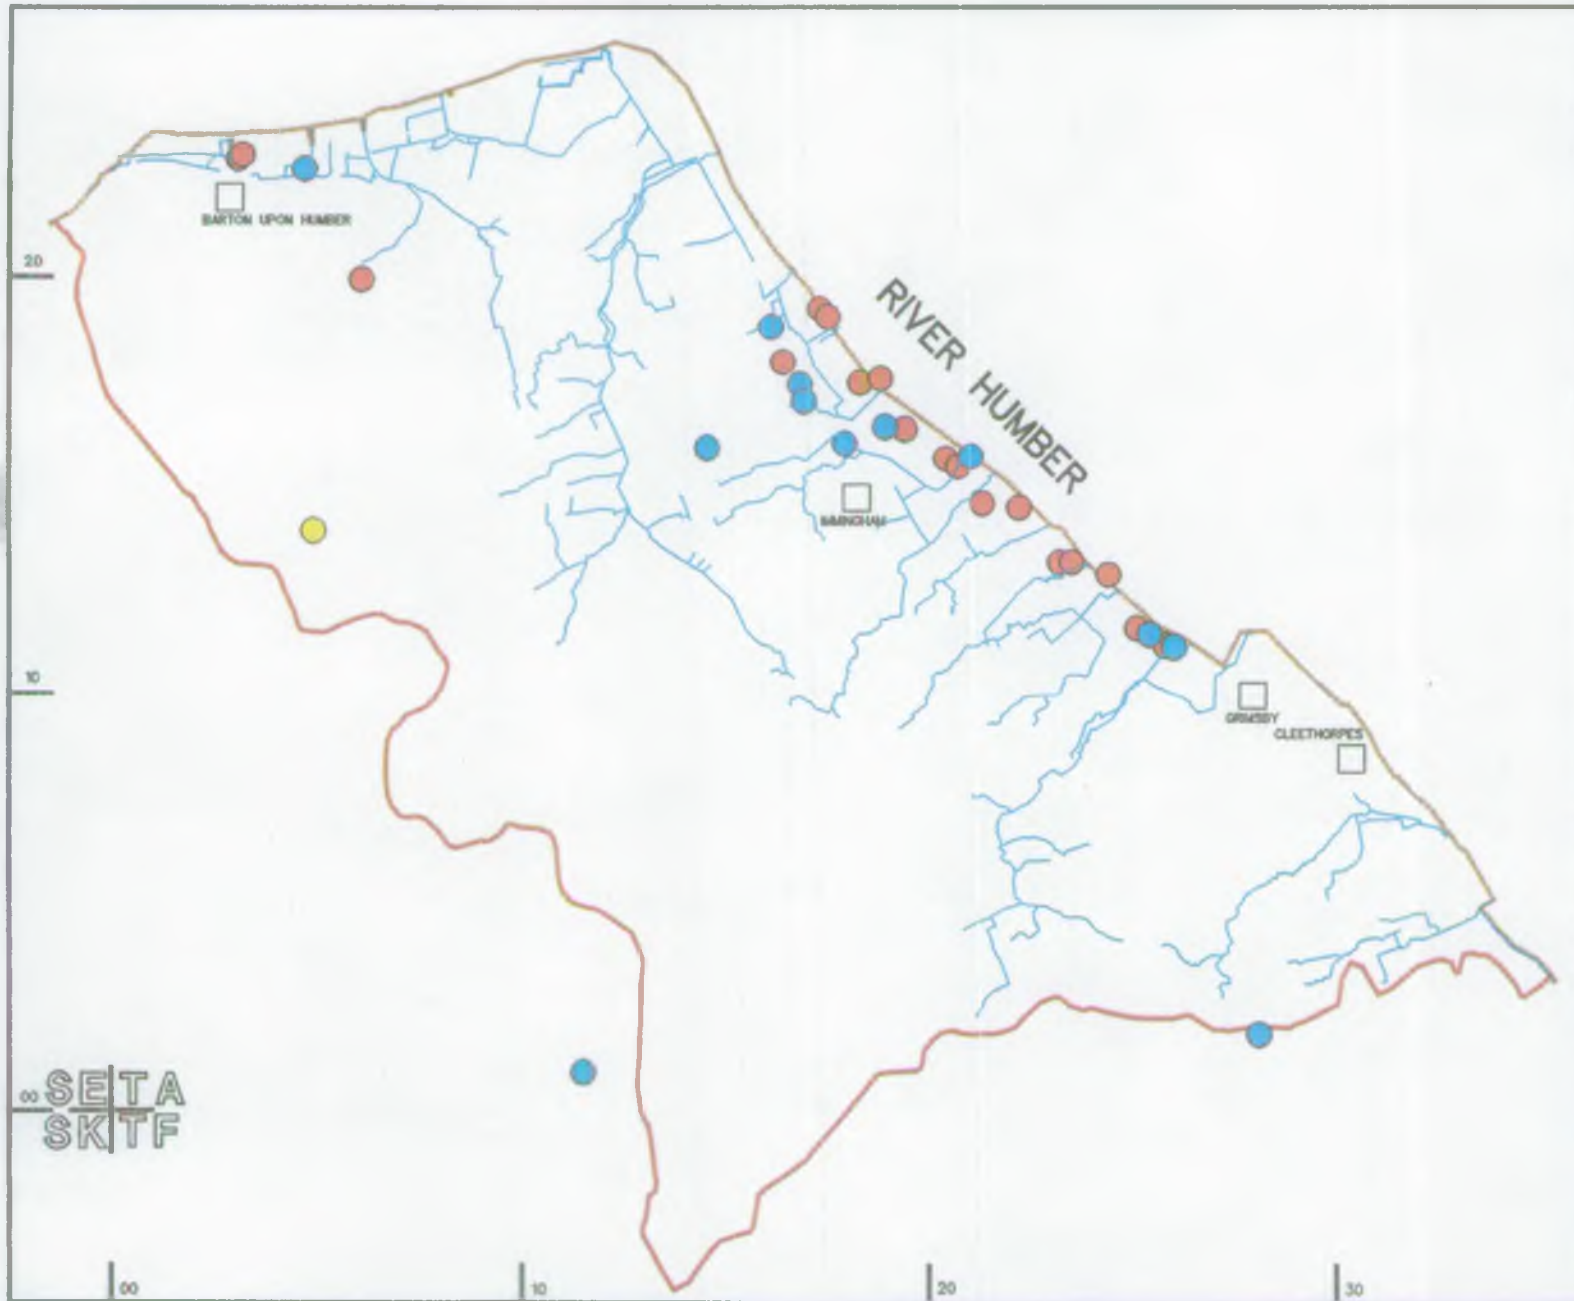 BARTON UPON HUMBER
20
RIVER HUMBER
IMMINGHAM
10
GRIMSBY
CLEETHORPES
00
SE TA
SK TF
00
10
20
30